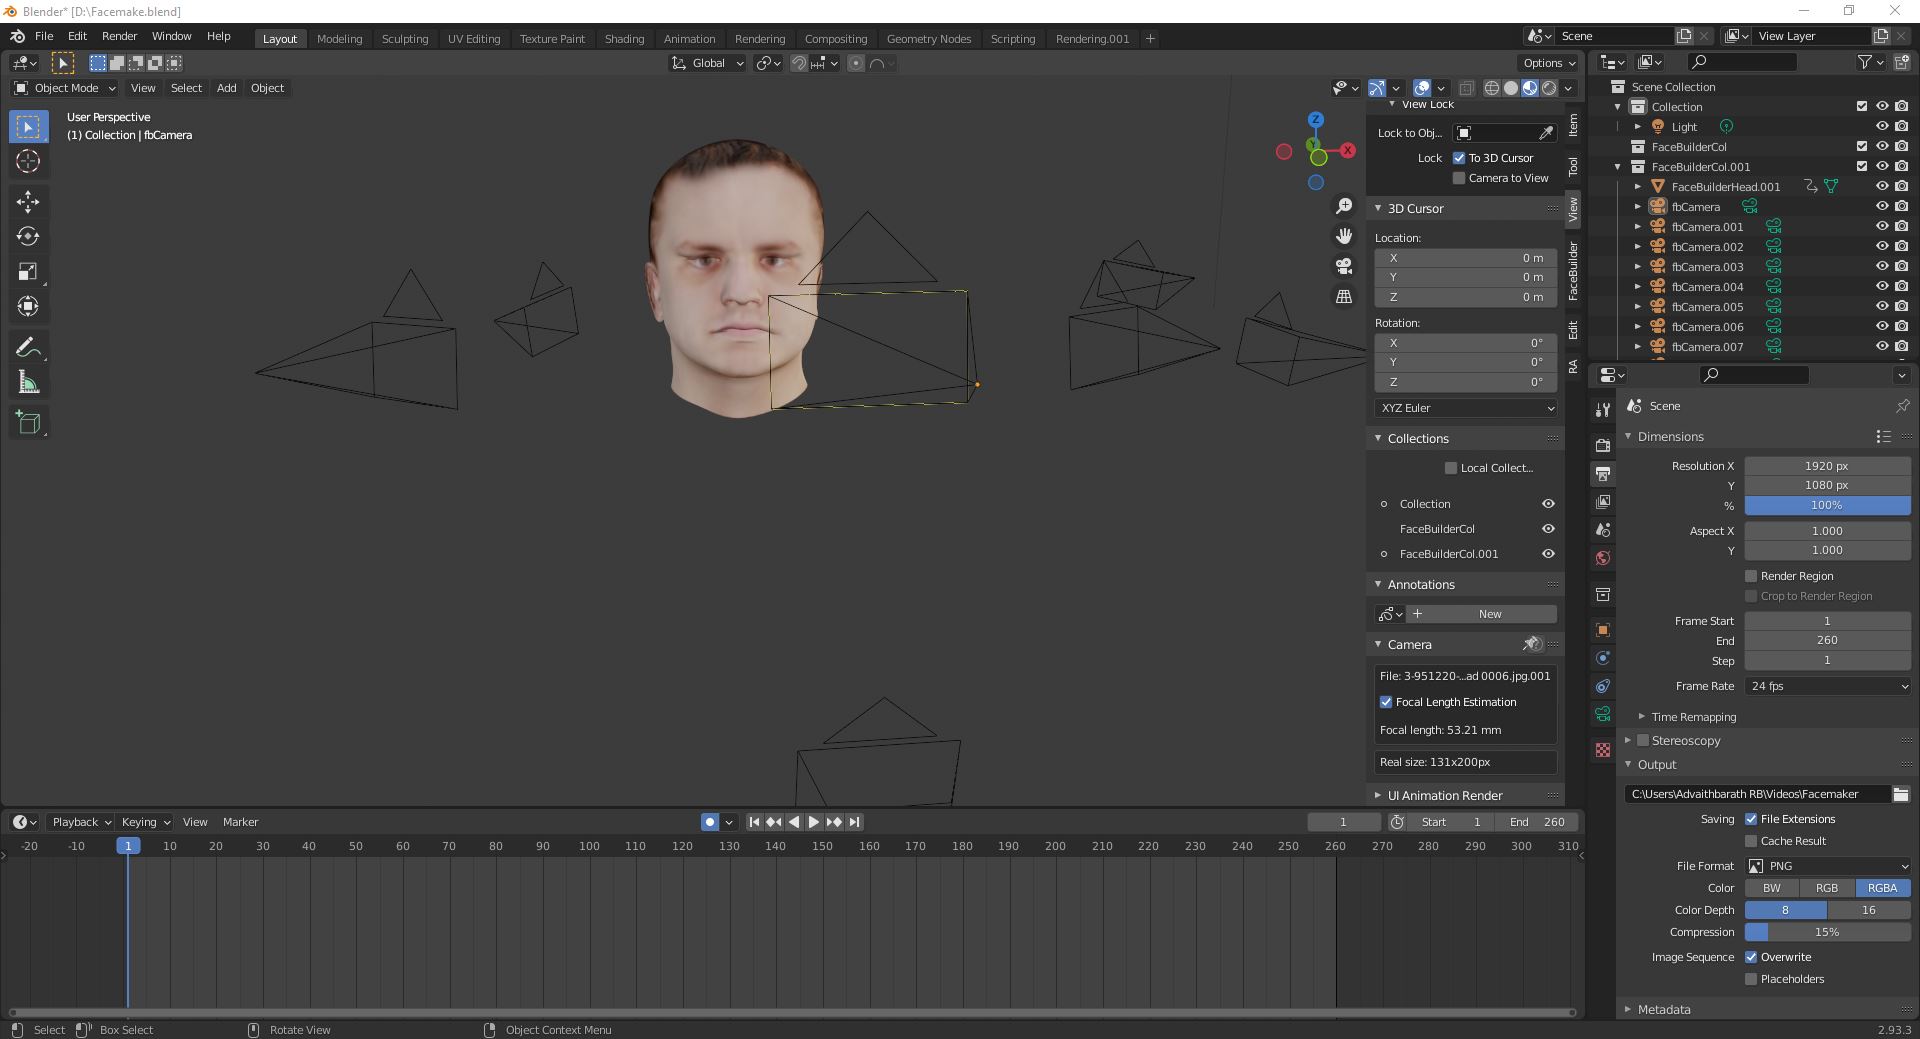 Blender* [D:\Facemake.blend]
File Edit Render Window Help
Layout Modeling Sculpting UV Editing Texture Paint Shading Animation Rendering Compositing Geometry Nodes Scripting Rendering.001 +
Scene
View Layer
Global
Options
Object Mode View Select Add Object
User Perspective
(1) Collection | fbCamera
Z
Y
X
View Lock
Lock to Obj...
Lock To 3D Cursor
Camera to View
3D Cursor
Location:
X 0 m
Y 0 m
Z 0 m
Rotation:
X 0°
Y 0°
Z 0°
XYZ Euler
Collections
Local Collect...
Collection
FaceBuilderCol
FaceBuilderCol.001
Annotations
+ New
Camera
File: 3-951220-...ad 0006.jpg.001
Focal Length Estimation
Focal length: 53.21 mm
Real size: 131x200px
UI Animation Render
Item
Tool
View
FaceBuilder
Edit
RA
Scene Collection
Collection
Light
FaceBuilderCol
FaceBuilderCol.001
FaceBuilderHead.001
fbCamera
fbCamera.001
fbCamera.002
fbCamera.003
fbCamera.004
fbCamera.005
fbCamera.006
fbCamera.007
Scene
Dimensions
Resolution X 1920 px
Y 1080 px
% 100%
Aspect X 1.000
Y 1.000
Render Region
Crop to Render Region
Frame Start 1
End 260
Step 1
Frame Rate 24 fps
Time Remapping
Stereoscopy
Output
C:\Users\Advaithbarath RB\Videos\Facemaker
Saving File Extensions
Cache Result
File Format PNG
Color BW RGB RGBA
Color Depth 8 16
Compression 15%
Image Sequence Overwrite
Placeholders
Metadata
Playback Keying View Marker
1 Start 1 End 260
-20 -10 1 10 20 30 40 50 60 70 80 90 100 110 120 130 140 150 160 170 180 190 200 210 220 230 240 250 260 270 280 290 300 310
Select Box Select Rotate View Object Context Menu
2.93.3